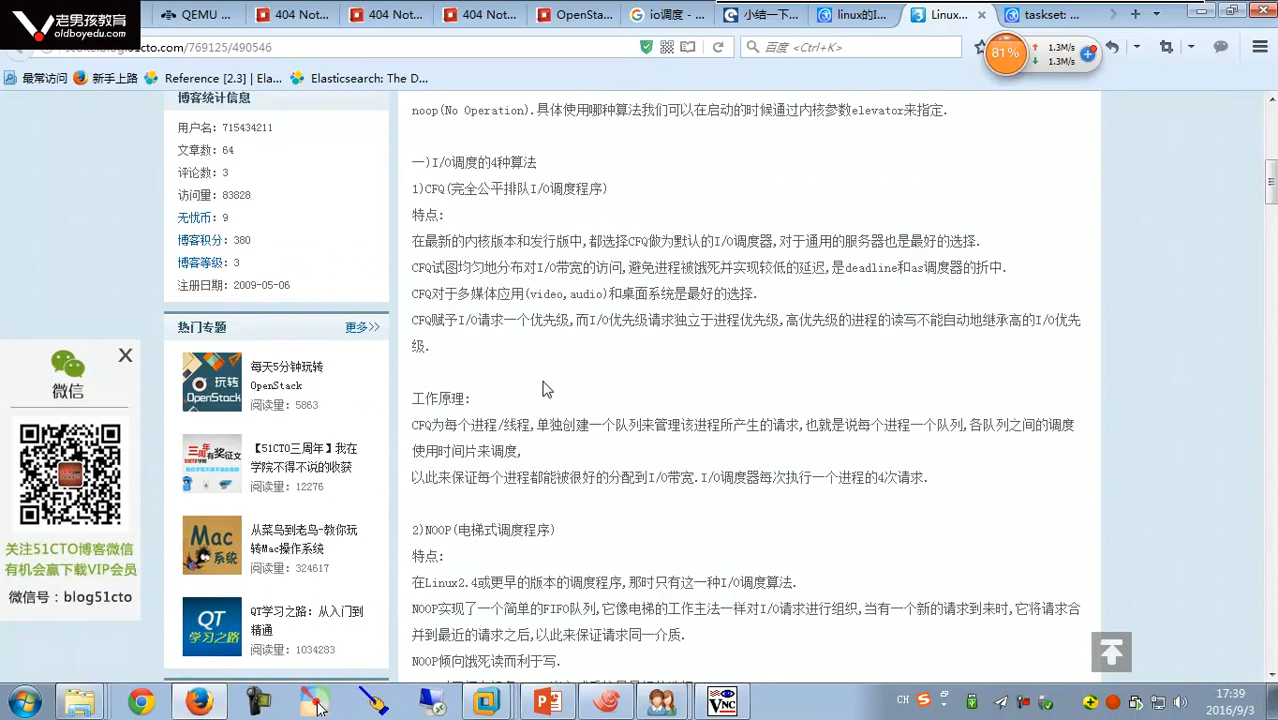 老男孩教育
oldboyedu.com
QEMU ...
404 Not...
404 Not...
404 Not...
OpenSta...
io调度 - ...
小结一下...
linux的I...
Linux...
taskset: ...
51cto.com/769125/490546
百度 <Ctrl+K>
81%
1.3M/s
1.3M/s
最常访问
新手上路
Reference [2.3] | Ela...
Elasticsearch: The D...
博客统计信息
用户名: 715434211
文章数: 64
评论数: 3
访问量: 83828
无忧币: 9
博客积分: 380
博客等级: 3
注册日期: 2009-05-06
热门专题
更多>>
玩转
OpenStack
每天5分钟玩转
OpenStack
阅读量: 5863
三周年
有奖征文
【51CTO三周年】我在
学院不得不说的收获
阅读量: 12276
Mac
系统
从菜鸟到老鸟-教你玩
转Mac操作系统
阅读量: 324617
QT
学习之路
QT学习之路: 从入门到
精通
阅读量: 1034283
X
微信
关注51CTO博客微信
有机会赢下载VIP会员
微信号: blog51cto
noop(No Operation).具体使用哪种算法我们可以在启动的时候通过内核参数elevator来指定.
一)I/O调度的4种算法
1)CFQ(完全公平排队I/O调度程序)
特点:
在最新的内核版本和发行版中,都选择CFQ做为默认的I/O调度器,对于通用的服务器也是最好的选择.
CFQ试图均匀地分布对I/O带宽的访问,避免进程被饿死并实现较低的延迟,是deadline和as调度器的折中.
CFQ对于多媒体应用(video,audio)和桌面系统是最好的选择.
CFQ赋予I/O请求一个优先级,而I/O优先级请求独立于进程优先级,高优先级的进程的读写不能自动地继承高的I/O优先
级.
工作原理:
CFQ为每个进程/线程,单独创建一个队列来管理该进程所产生的请求,也就是说每个进程一个队列,各队列之间的调度
使用时间片来调度,
以此来保证每个进程都能被很好的分配到I/O带宽.I/O调度器每次执行一个进程的4次请求.
2)NOOP(电梯式调度程序)
特点:
在Linux2.4或更早的版本的调度程序,那时只有这一种I/O调度算法.
NOOP实现了一个简单的FIFO队列,它像电梯的工作主法一样对I/O请求进行组织,当有一个新的请求到来时,它将请求合
并到最近的请求之后,以此来保证请求同一介质.
NOOP倾向饿死读而利于写.
CH
17:39
2016/9/3